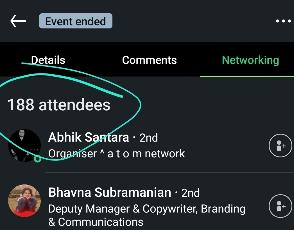 Event ended
Details Comments Networking
188 attendees
Abhik Santara · 2nd
Organiser ^ a t o m network
Bhavna Subramanian · 2nd
Deputy Manager & Copywriter, Branding
& Communications